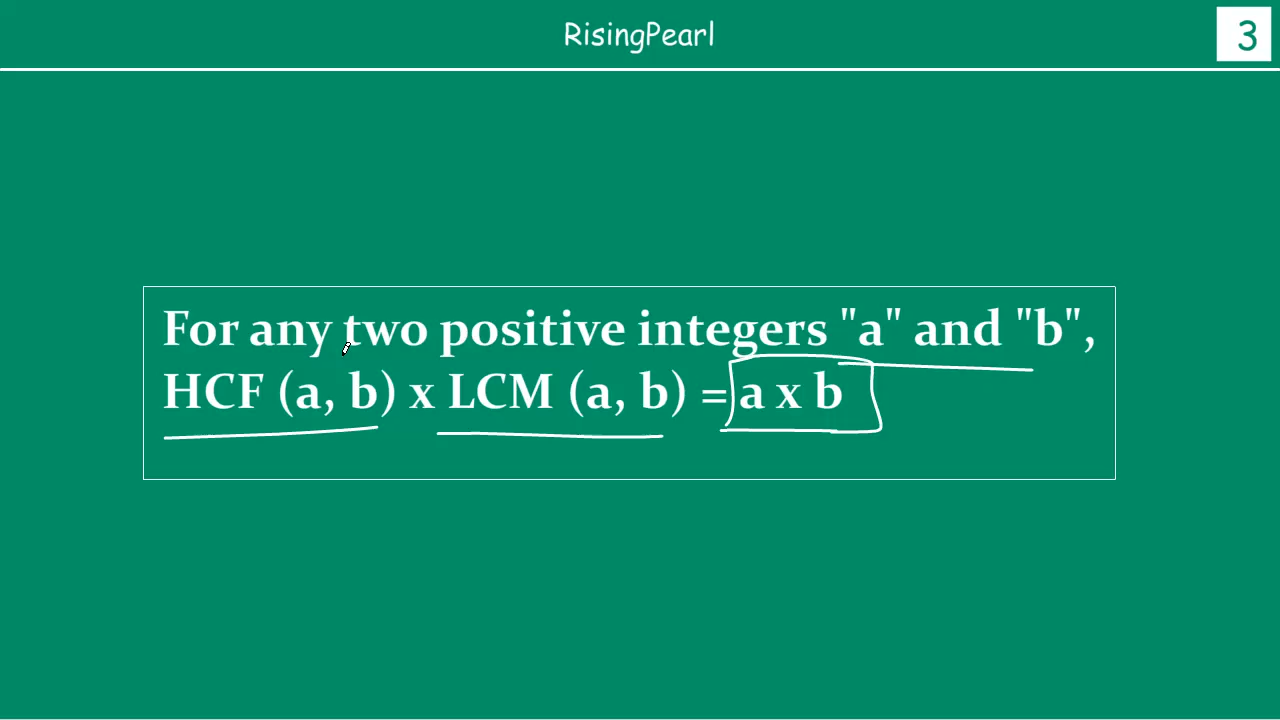 RisingPearl
3
For any two positive integers "a" and "b",
HCF (a, b) x LCM (a, b) = a x b